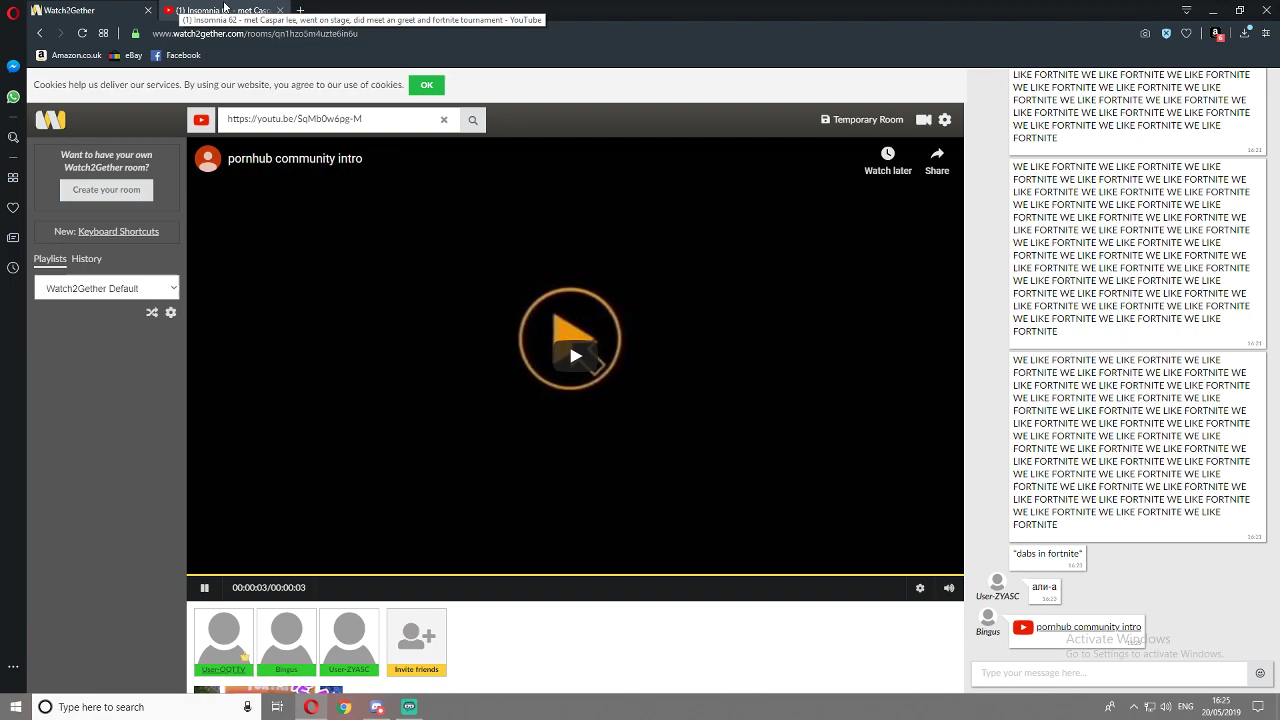 Watch2Gether
(1) Insomnia 62 - met Caspar lee, went on stage, did meet an greet and fortnite tournament - YouTube
www.watch2gether.com/rooms/qn1hzo5m4uzte6in6u
Amazon.co.uk
eBay
Facebook
Cookies help us deliver our services. By using our website, you agree to our use of cookies.
OK
https://youtu.be/SqMb0w6pg-M
Temporary Room
Want to have your own
Watch2Gether room?
Create your room
New: Keyboard Shortcuts
Playlists History
Watch2Gether Default
pornhub community intro
Watch later
Share
00:00:03/00:00:03
User-OQTTV
Bingus
User-ZYASC
Invite friends
LIKE FORTNITE WE LIKE FORTNITE WE LIKE
FORTNITE WE LIKE FORTNITE WE LIKE
FORTNITE WE LIKE FORTNITE WE LIKE FORTNITE WE
LIKE FORTNITE WE LIKE FORTNITE WE LIKE
FORTNITE WE LIKE FORTNITE WE LIKE
FORTNITE
16:21
WE LIKE FORTNITE WE LIKE FORTNITE WE LIKE
FORTNITE WE LIKE FORTNITE WE LIKE
FORTNITE WE LIKE FORTNITE WE LIKE FORTNITE WE
LIKE FORTNITE WE LIKE FORTNITE WE LIKE
FORTNITE WE LIKE FORTNITE WE LIKE
FORTNITE WE LIKE FORTNITE WE LIKE FORTNITE
WE LIKE FORTNITE WE LIKE FORTNITE WE LIKE
FORTNITE WE LIKE FORTNITE WE LIKE
LIKE FORTNITE WE LIKE FORTNITE WE LIKE FORTNITE
WE LIKE FORTNITE WE LIKE FORTNITE WE LIKE
FORTNITE WE LIKE FORTNITE WE LIKE FORTNITE WE
LIKE FORTNITE WE LIKE FORTNITE WE LIKE FORTNITE
WE LIKE FORTNITE WE LIKE FORTNITE WE LIKE
FORTNITE
16:21
WE LIKE FORTNITE WE LIKE FORTNITE WE LIKE
FORTNITE WE LIKE FORTNITE WE LIKE
FORTNITE WE LIKE FORTNITE WE LIKE FORTNITE WE
LIKE FORTNITE WE LIKE FORTNITE WE LIKE
FORTNITE WE LIKE FORTNITE WE LIKE FORTNITE WE
LIKE FORTNITE WE LIKE FORTNITE WE LIKE
FORTNITE WE LIKE FORTNITE WE LIKE
FORTNITE WE LIKE FORTNITE WE LIKE FORTNITE WE
LIKE FORTNITE WE LIKE FORTNITE WE LIKE FORTNITE
WE LIKE FORTNITE WE LIKE FORTNITE WE LIKE
FORTNITE WE LIKE FORTNITE WE LIKE FORTNITE WE
LIKE FORTNITE WE LIKE FORTNITE WE LIKE FORTNITE
WE LIKE FORTNITE WE LIKE FORTNITE WE LIKE
FORTNITE
16:21
"dabs in fortnite"
16:23
User-ZYASC
али-а
16:23
Bingus
pornhub community intro
Activate Windows
Go to Settings to activate Windows.
Type your message here...
Type here to search
ENG
16:25
20/05/2019